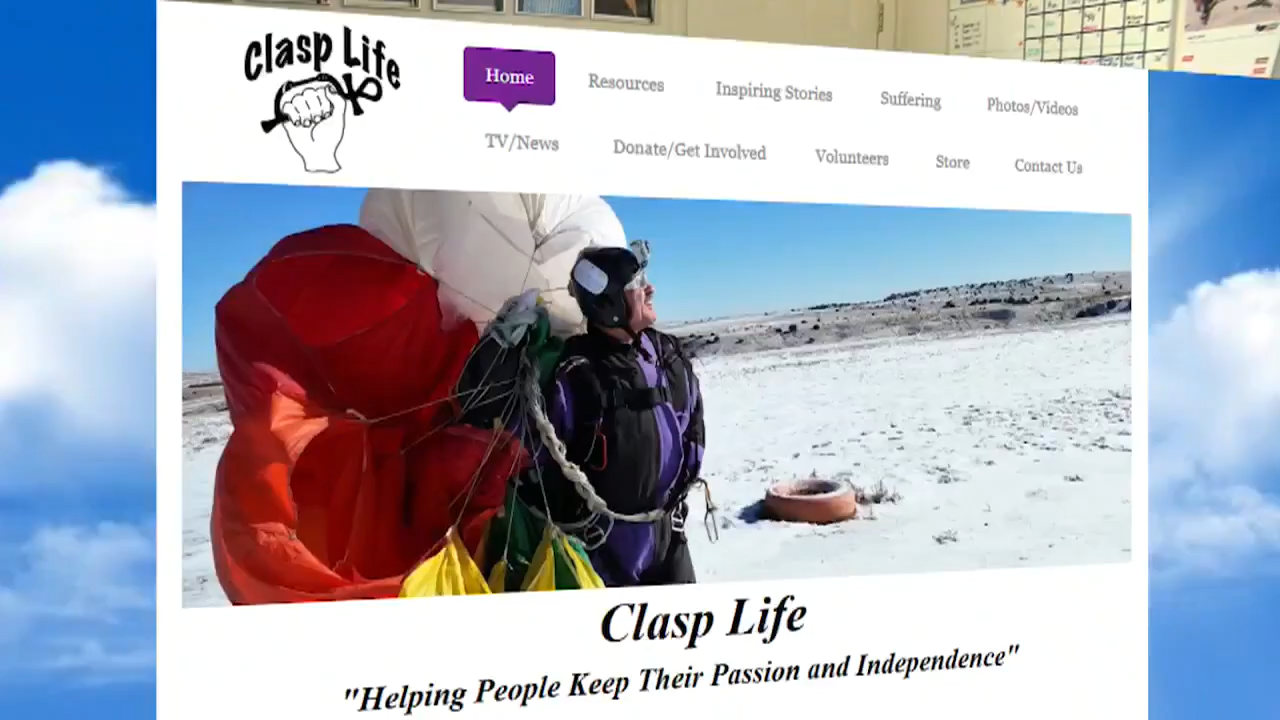 Clasp Life
Home Resources Inspiring Stories Suffering Photos/Videos
TV/News Donate/Get Involved Volunteers Store Contact Us
Clasp Life
"Helping People Keep Their Passion and Independence"